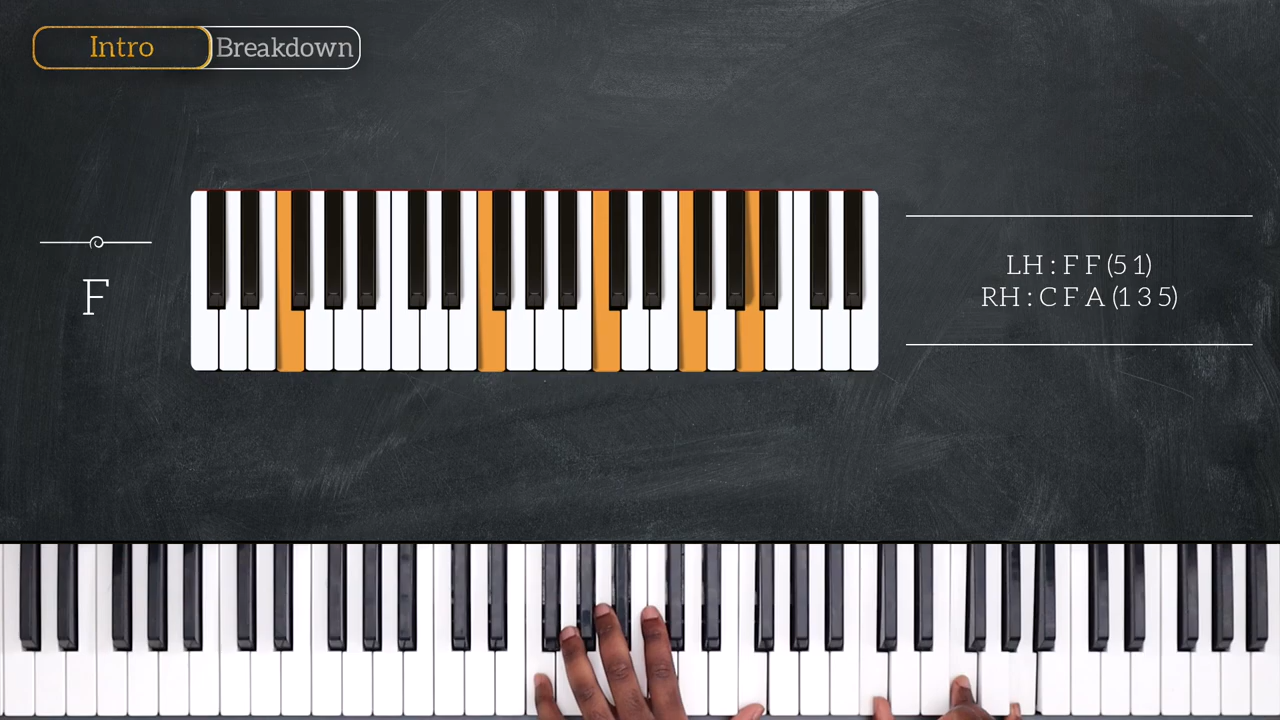 Intro
Breakdown
F
LH : F F (5 1)
RH : C F A (1 3 5)